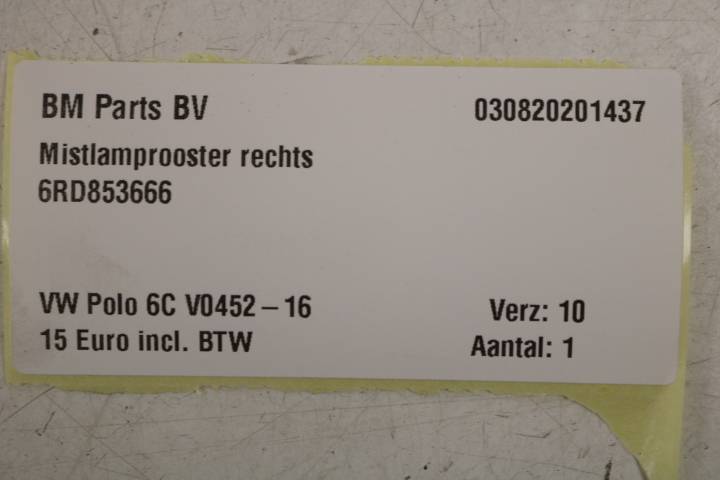 BM Parts BV 030820201437
Mistlamprooster rechts
6RD853666
VW Polo 6C V0452 – 16 Verz: 10
15 Euro incl. BTW Aantal: 1